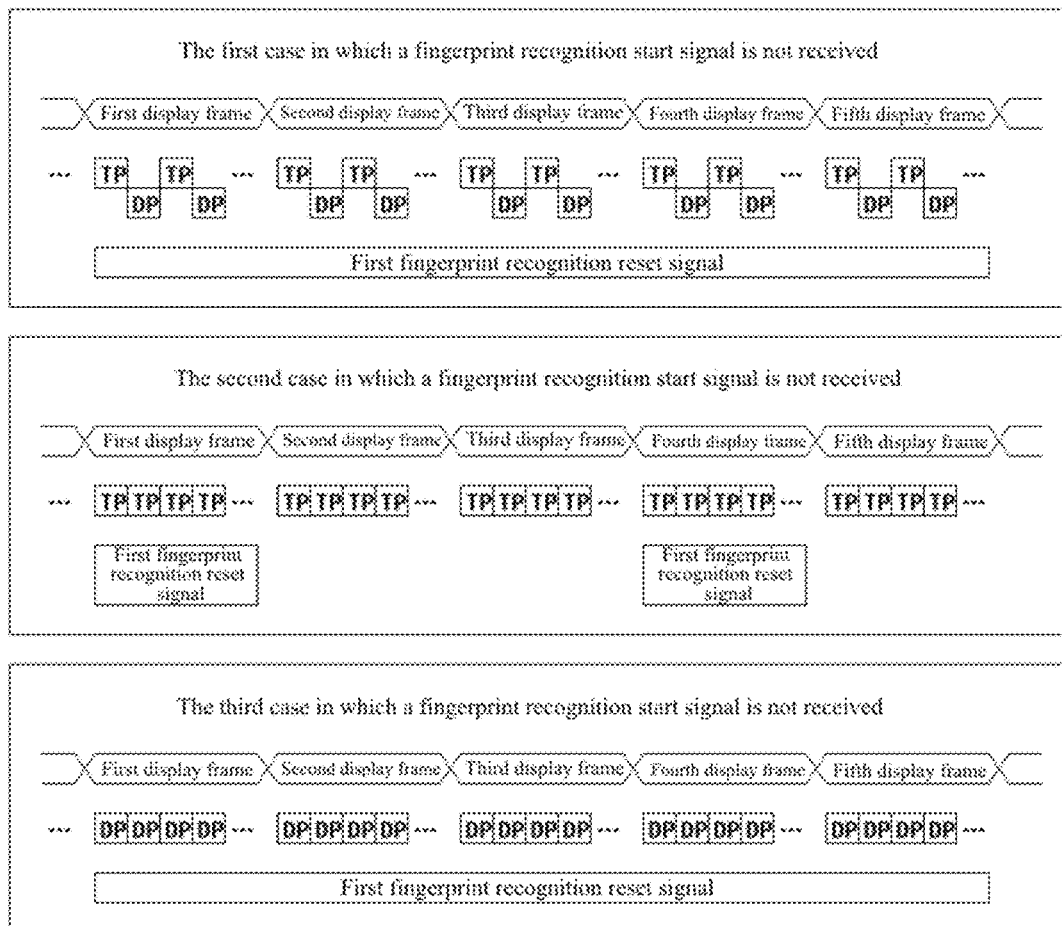 The first case in which a fingerprint recognition start signal is not received
First display frame Second display frame Third display frame Fourth display frame Fifth display frame
... TP TP ... TP TP ... TP TP ... TP TP ... TP TP ...
DP DP DP DP DP DP DP DP DP DP
First fingerprint recognition reset signal
The second case in which a fingerprint recognition start signal is not received
First display frame Second display frame Third display frame Fourth display frame Fifth display frame
... TP TP TP TP ... TP TP TP TP ... TP TP TP TP ... TP TP TP TP ... TP TP TP TP ...
First fingerprint First fingerprint
recognition reset recognition reset
signal signal
The third case in which a fingerprint recognition start signal is not received
First display frame Second display frame Third display frame Fourth display frame Fifth display frame
... DP DP DP DP ... DP DP DP DP ... DP DP DP DP ... DP DP DP DP ... DP DP DP DP ...
First fingerprint recognition reset signal